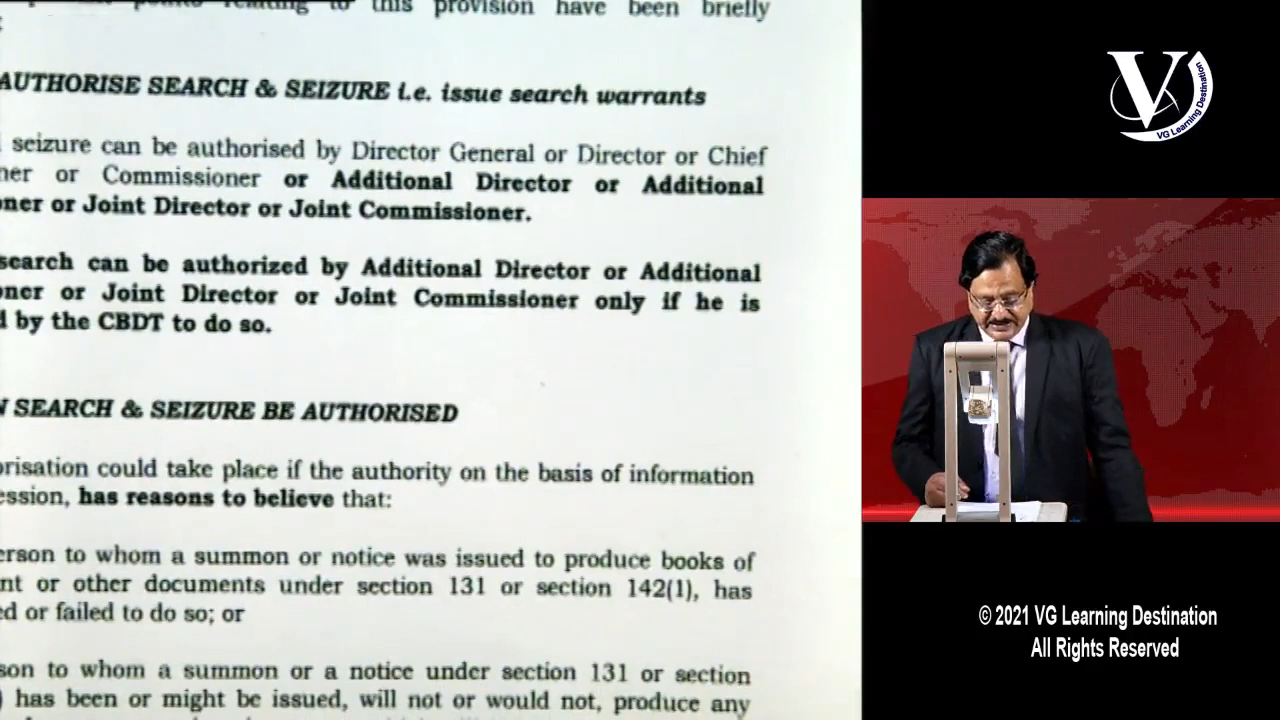 this provision have been briefly
AUTHORISE SEARCH & SEIZURE i.e. issue search warrants
seizure can be authorised by Director General or Director or Chief
ner or Commissioner or Additional Director or Additional
oner or Joint Director or Joint Commissioner.
search can be authorized by Additional Director or Additional
oner or Joint Director or Joint Commissioner only if he is
d by the CBDT to do so.
SEARCH & SEIZURE BE AUTHORISED
orisation could take place if the authority on the basis of information
ession, has reasons to believe that:
erson to whom a summon or notice was issued to produce books of
nt or other documents under section 131 or section 142(1), has
ed or failed to do so; or
son to whom a summon or a notice under section 131 or section
) has been or might be issued, will not or would not, produce any
V
VG Learning Destination
© 2021 VG Learning Destination
All Rights Reserved